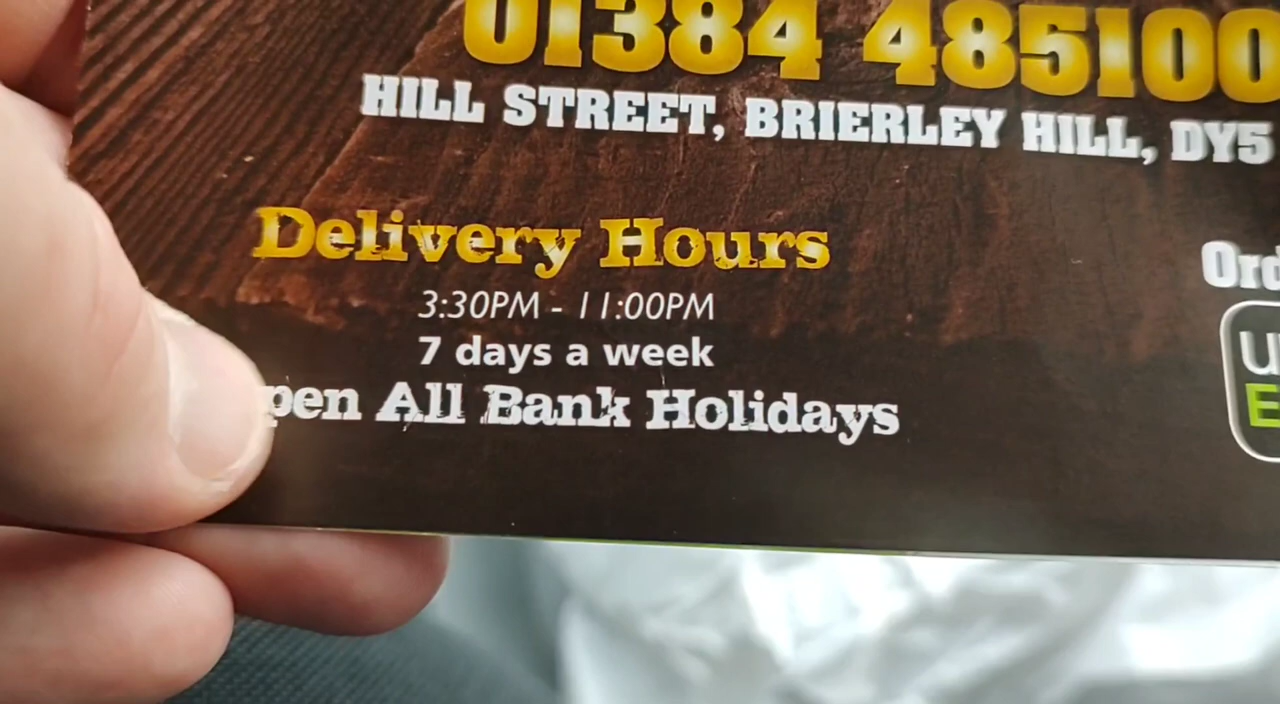 01384 485100
HILL STREET, BRIERLEY HILL, DY5
Delivery Hours
3:30PM - 11:00PM
7 days a week
pen All Bank Holidays